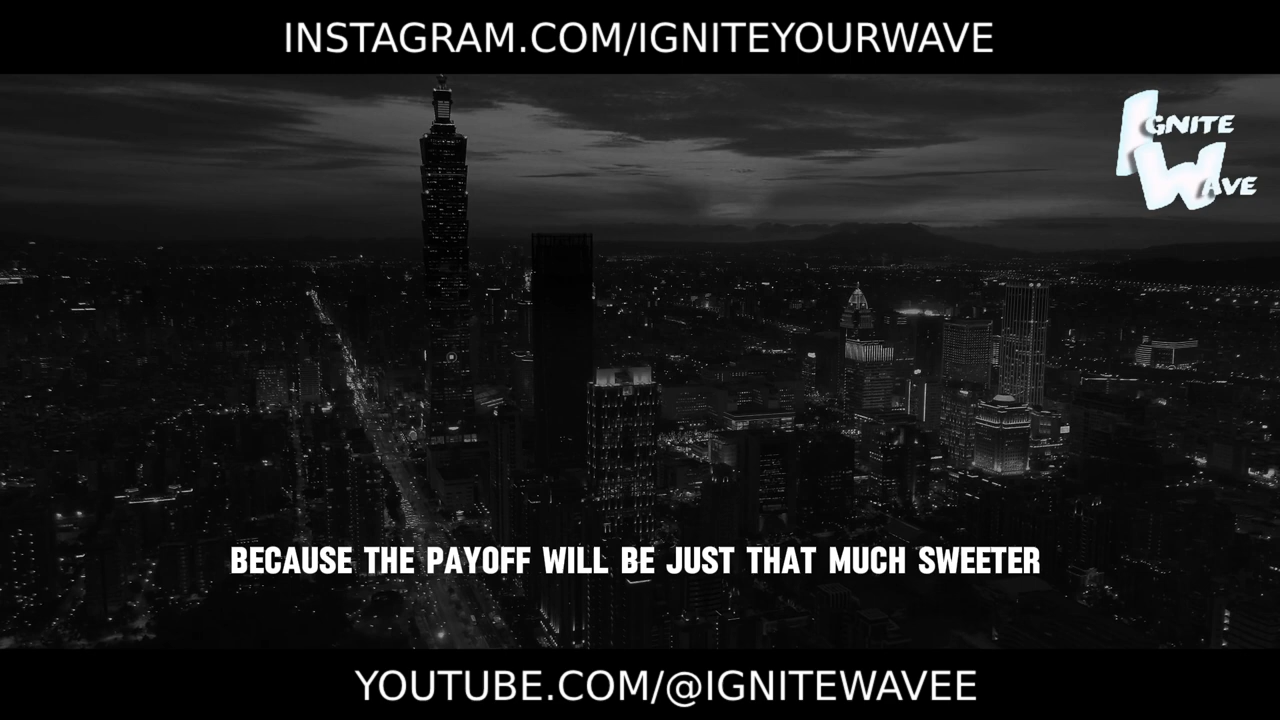 INSTAGRAM.COM/IGNITEYOURWAVE
IGNITE
WAVE
BECAUSE THE PAYOFF WILL BE JUST THAT MUCH SWEETER
YOUTUBE.COM/@IGNITEWAVEE